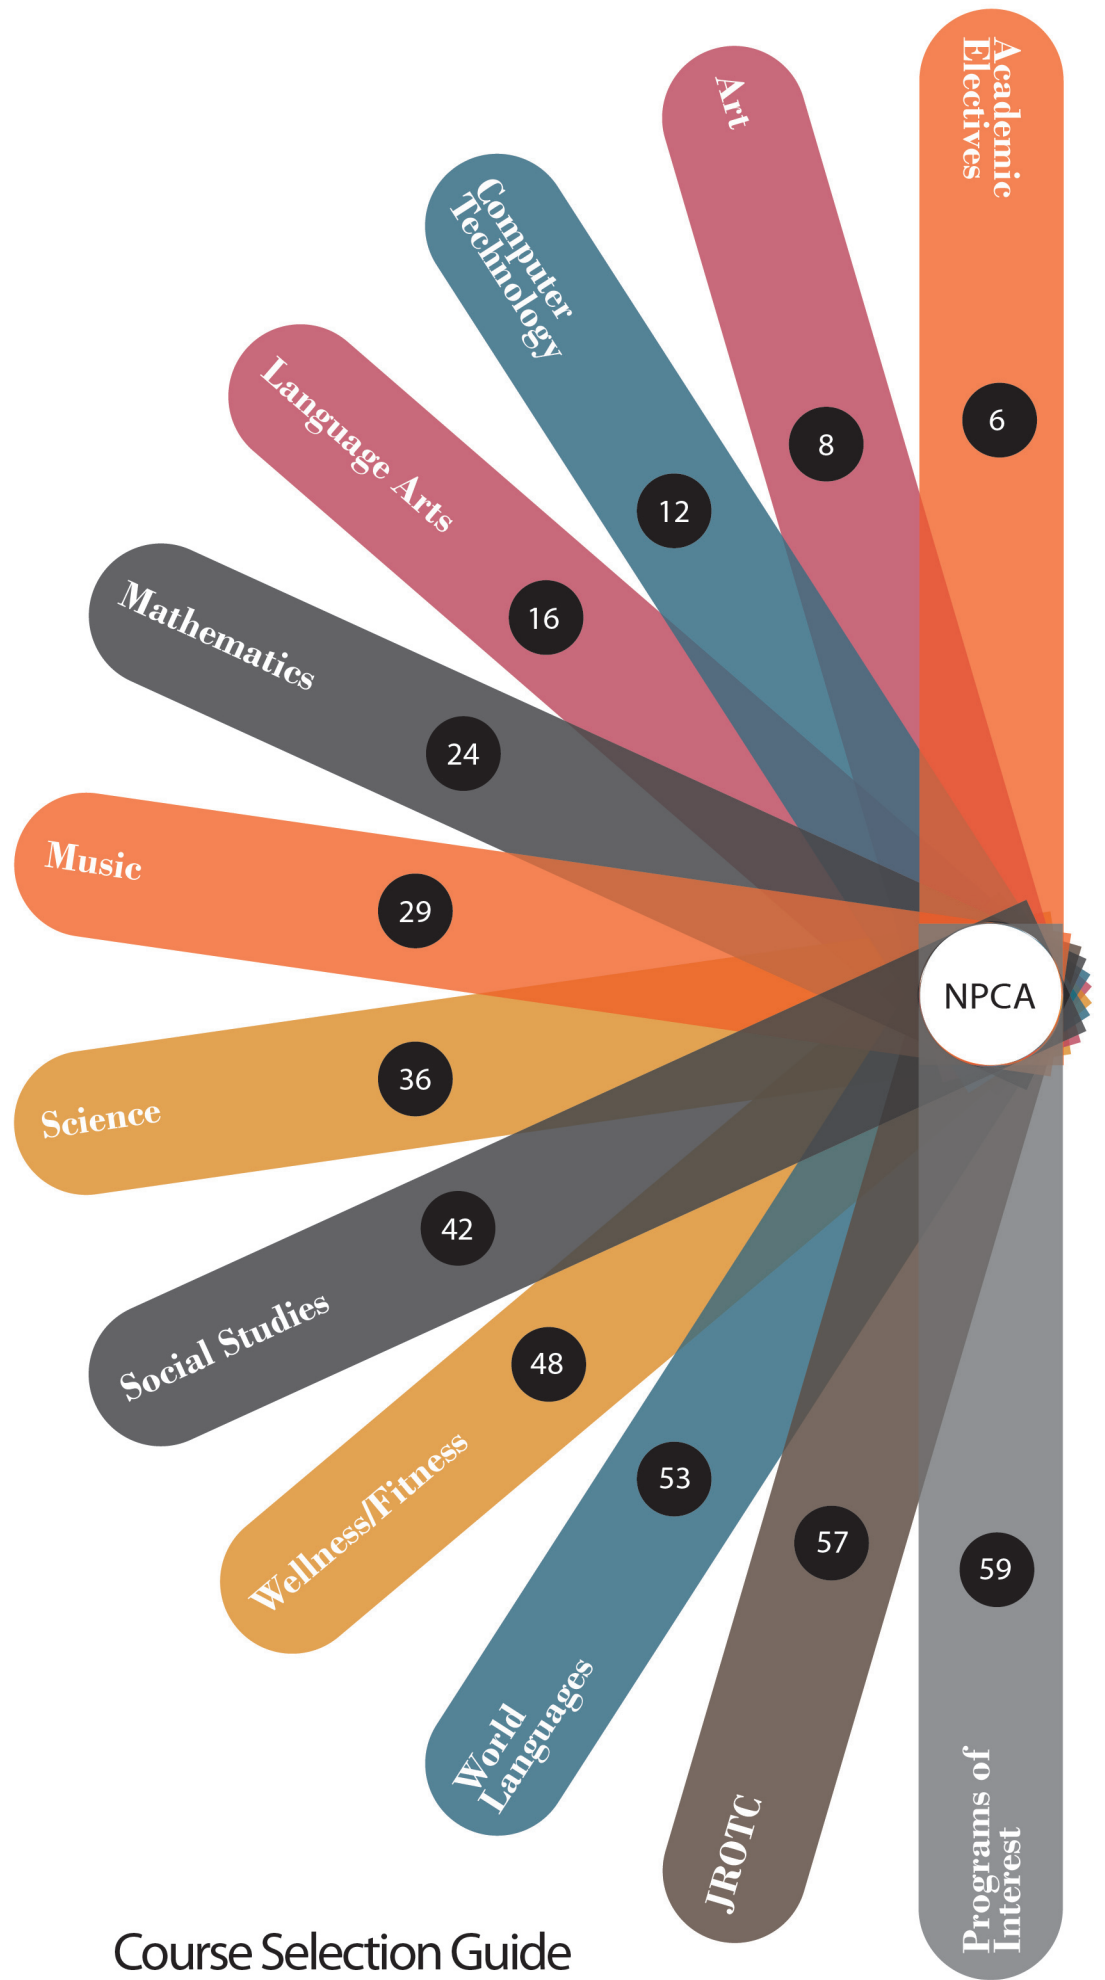 Academic
Electives
6
Art
8
Computer
Technology
12
Language Arts
16
Mathematics
24
Music
29
NPCA
Science
36
Social Studies
42
Wellness/Fitness
48
World
Languages
53
JROTC
57
Programs of
Interest
59
Course Selection Guide